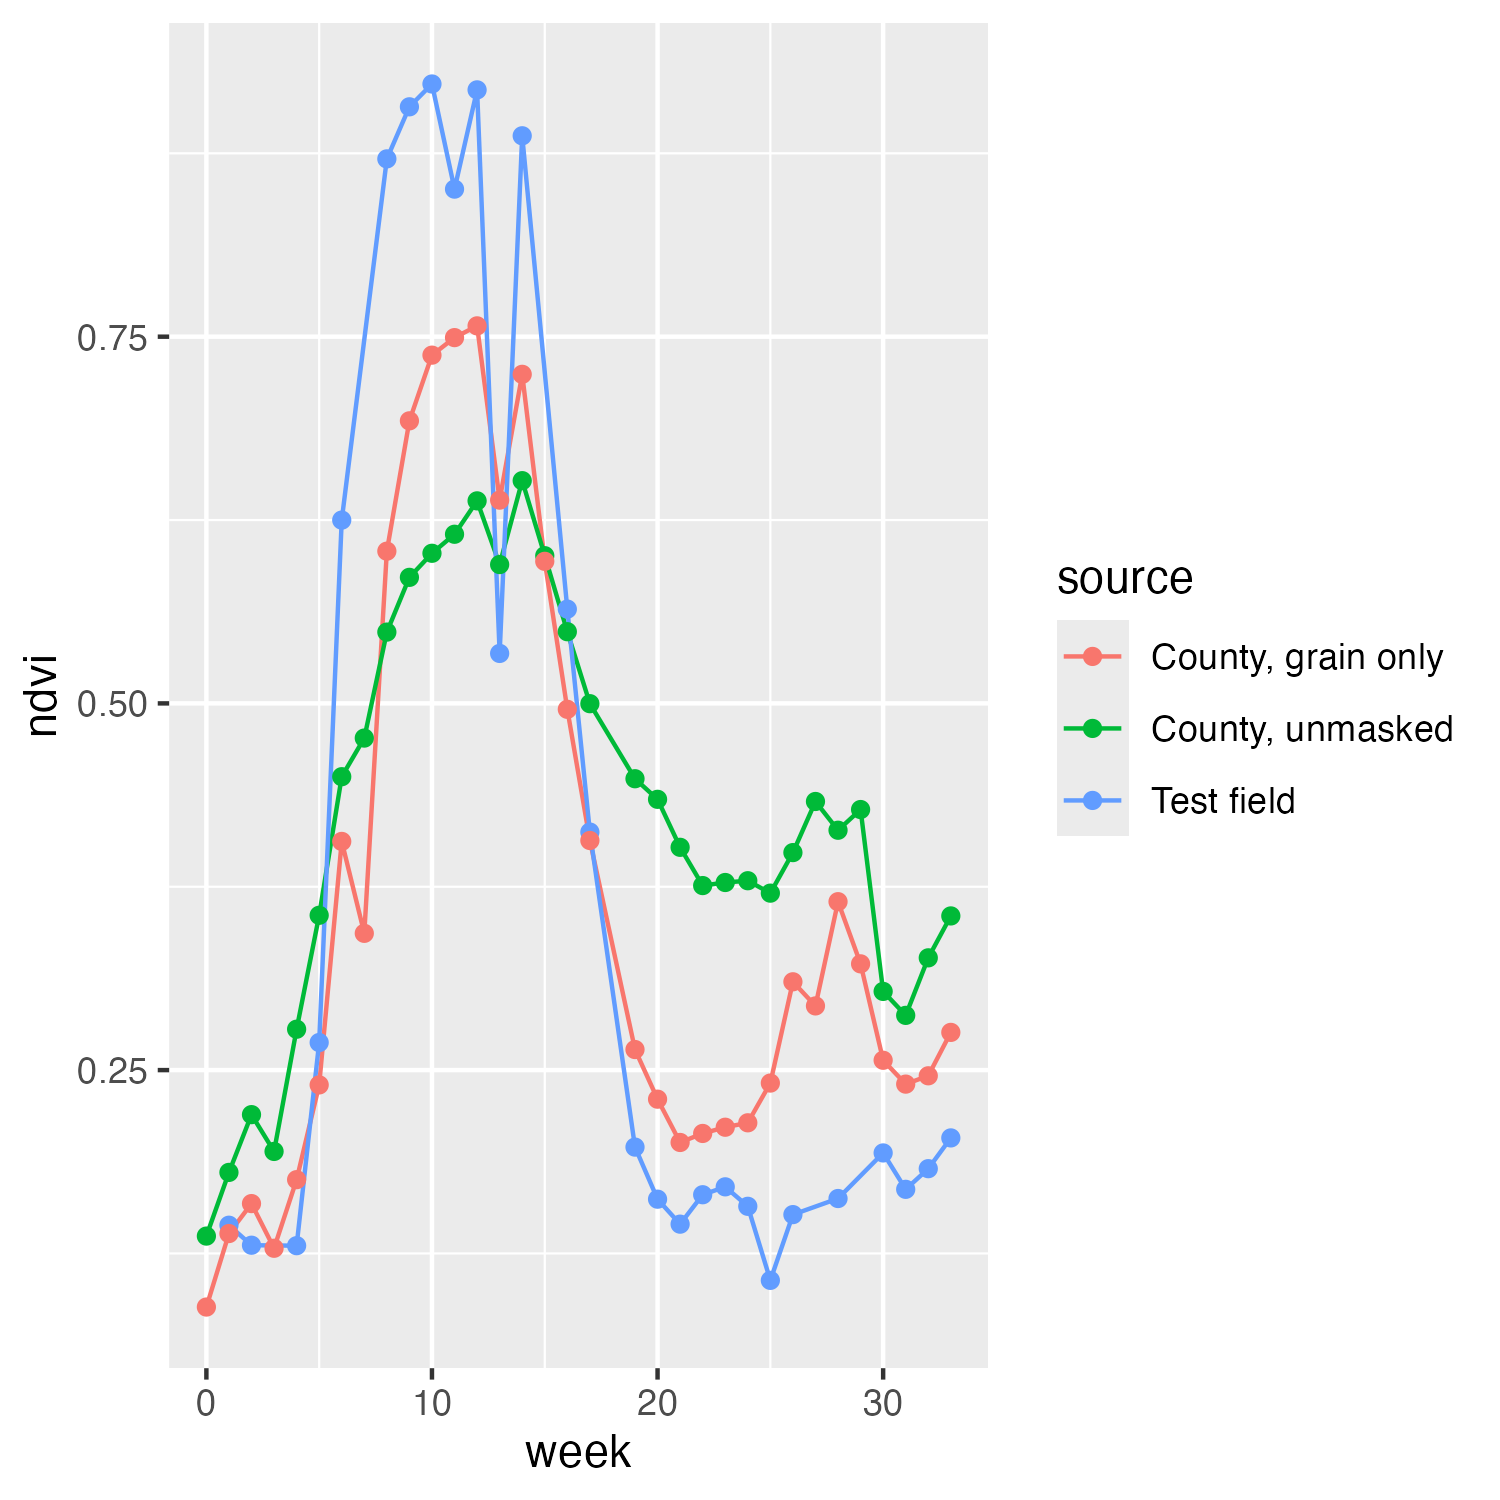 0.75
0.50
0.25
ndvi
0
10
20
30
week
source
County, grain only
County, unmasked
Test field